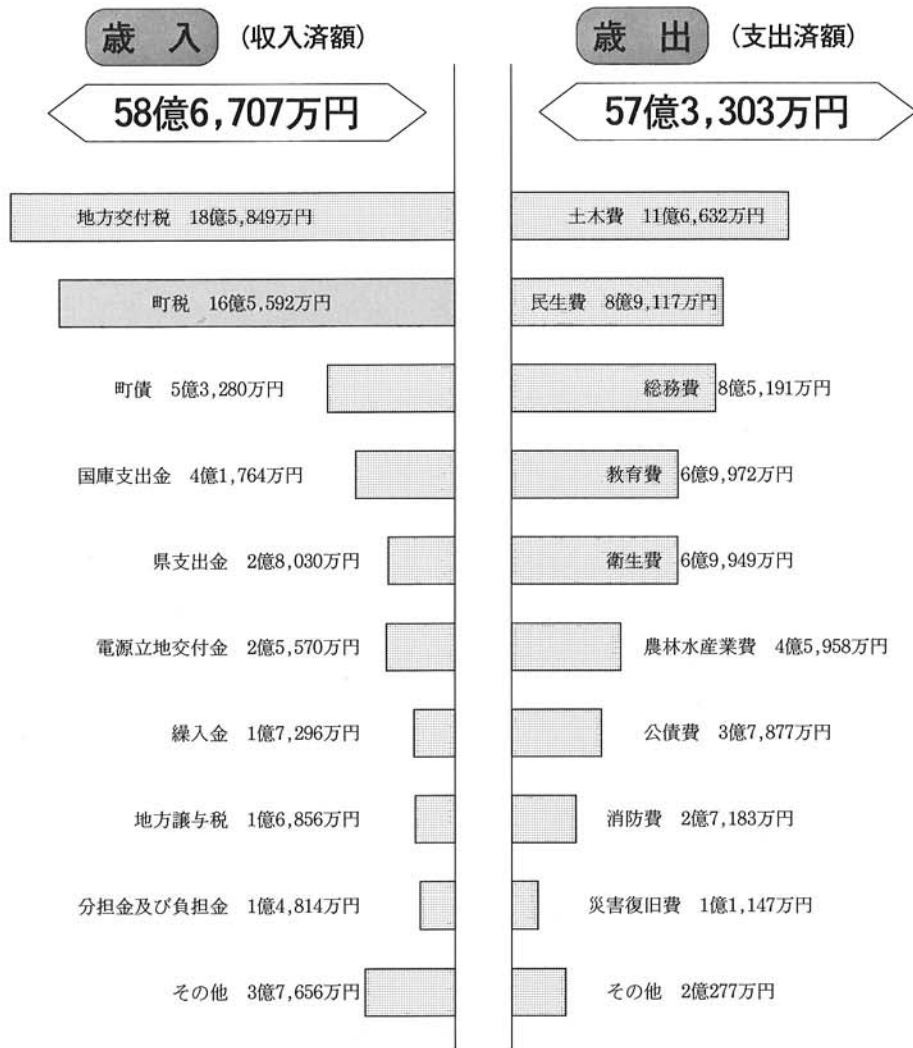 歳入 (収入済額)
58億6,707万円
地方交付税 18億5,849万円
町税 16億5,592万円
町債 5億3,280万円
国庫支出金 4億1,764万円
県支出金 2億8,030万円
電源立地交付金 2億5,570万円
繰入金 1億7,296万円
地方譲与税 1億6,856万円
分担金及び負担金 1億4,814万円
その他 3億7,656万円
歳出 (支出済額)
57億3,303万円
土木費 11億6,632万円
民生費 8億9,117万円
総務費 8億5,191万円
教育費 6億9,972万円
衛生費 6億9,949万円
農林水産業費 4億5,958万円
公債費 3億7,877万円
消防費 2億7,183万円
災害復旧費 1億1,147万円
その他 2億277万円